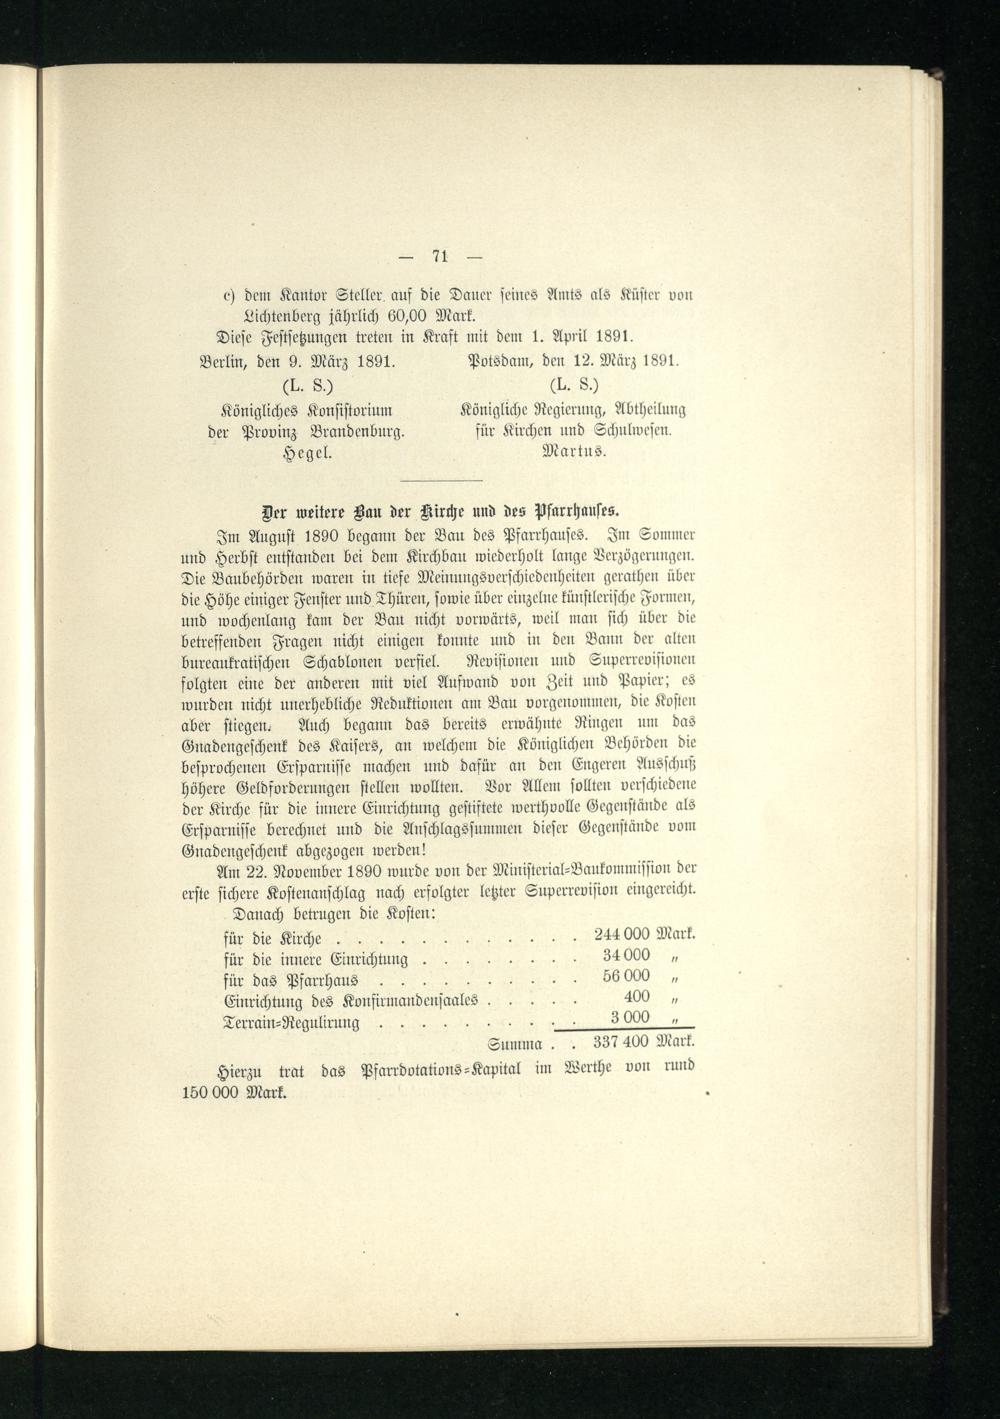 — 71 —
c) dem Kantor Steller auf die Dauer seines Amts als Küster von
Lichtenberg jährlich 60,00 Mark.
Diese Festsetzungen treten in Kraft mit dem 1. April 1891.
Berlin, den 9. März 1891. Potsdam, den 12. März 1891.
(L. S.) (L. S.)
Königliches Konsistorium Königliche Regierung, Abtheilung
der Provinz Brandenburg. für Kirchen und Schulwesen.
Hegel. Martus.
Der weitere Bau der Kirche und des Pfarrhauses.
Im August 1890 begann der Bau des Pfarrhauses. Im Sommer
und Herbst entstanden bei dem Kirchbau wiederholt lange Verzögerungen.
Die Baubehörden waren in tiefe Meinungsverschiedenheiten gerathen über
die Höhe einiger Fenster und Thüren, sowie über einzelne künstlerische Formen,
und wochenlang kam der Bau nicht vorwärts, weil man sich über die
betreffenden Fragen nicht einigen konnte und in den Bann der alten
bureaukratischen Schablonen verfiel. Revisionen und Superrevisionen
folgten eine der anderen mit viel Aufwand von Zeit und Papier; es
wurden nicht unerhebliche Reduktionen am Bau vorgenommen, die Kosten
aber stiegen. Auch begann das bereits erwähnte Ringen um das
Gnadengeschenk des Kaisers, an welchem die Königlichen Behörden die
besprochenen Ersparnisse machen und dafür an den Engeren Ausschuß
höhere Geldforderungen stellen wollten. Vor Allem sollten verschiedene
der Kirche für die innere Einrichtung gestiftete werthvolle Gegenstände als
Ersparnisse berechnet und die Anschlagssummen dieser Gegenstände vom
Gnadengeschenk abgezogen werden!
Am 22. November 1890 wurde von der Ministerial-Baukommission der
erste sichere Kostenanschlag nach erfolgter letzter Superrevision eingereicht.
Danach betrugen die Kosten:
für die Kirche . . . . . . . . . . . . 244 000 Mark.
für die innere Einrichtung . . . . . . . . 34 000 „
für das Pfarrhaus . . . . . . . . . . 56 000 „
Einrichtung des Konfirmandensaales . . . . . 400 „
Terrain-Regulirung . . . . . . . . . . 3 000 „
Summa . . 337 400 Mark.
Hierzu trat das Pfarrdotations-Kapital im Werthe von rund
150 000 Mark.